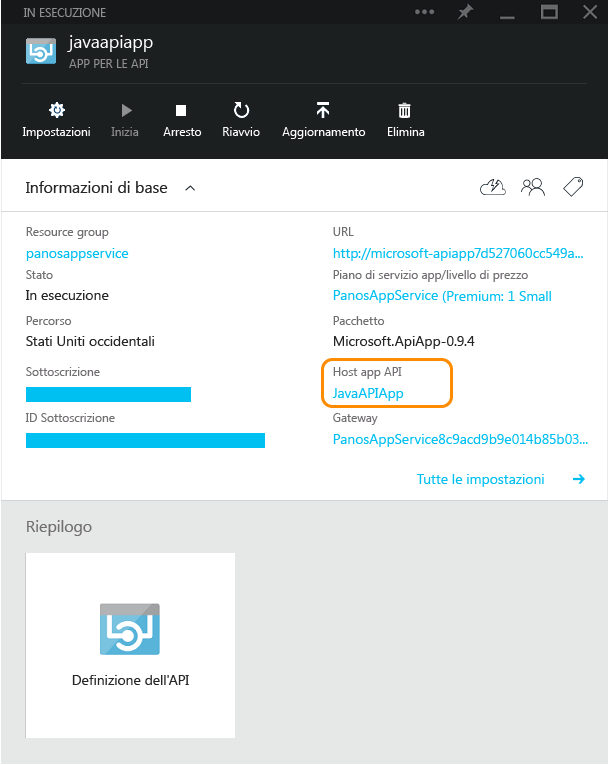 IN ESECUZIONE
javaapiapp
APP PER LE API
Impostazioni
Inizia
Arresto
Riavvio
Aggiornamento
Elimina
Informazioni di base
Resource group
panosappservice
Stato
In esecuzione
Percorso
Stati Uniti occidentali
Sottoscrizione
ID Sottoscrizione
URL
http://microsoft-apiapp7d527060cc549a...
Piano di servizio app/livello di prezzo
PanosAppService (Premium: 1 Small
Pacchetto
Microsoft.ApiApp-0.9.4
Host app API
JavaAPIApp
Gateway
PanosAppService8c9acd9b9e014b85b03...
Tutte le impostazioni
Riepilogo
Definizione dell'API